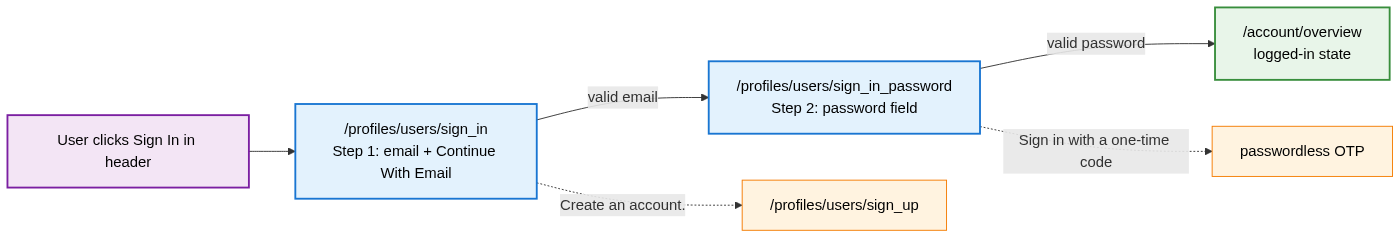 User clicks Sign In in
header
/profiles/users/sign_in
Step 1: email + Continue
With Email
valid email
Create an account.
/profiles/users/sign_in_password
Step 2: password field
/profiles/users/sign_up
valid password
Sign in with a one-time
code
/account/overview
logged-in state
passwordless OTP